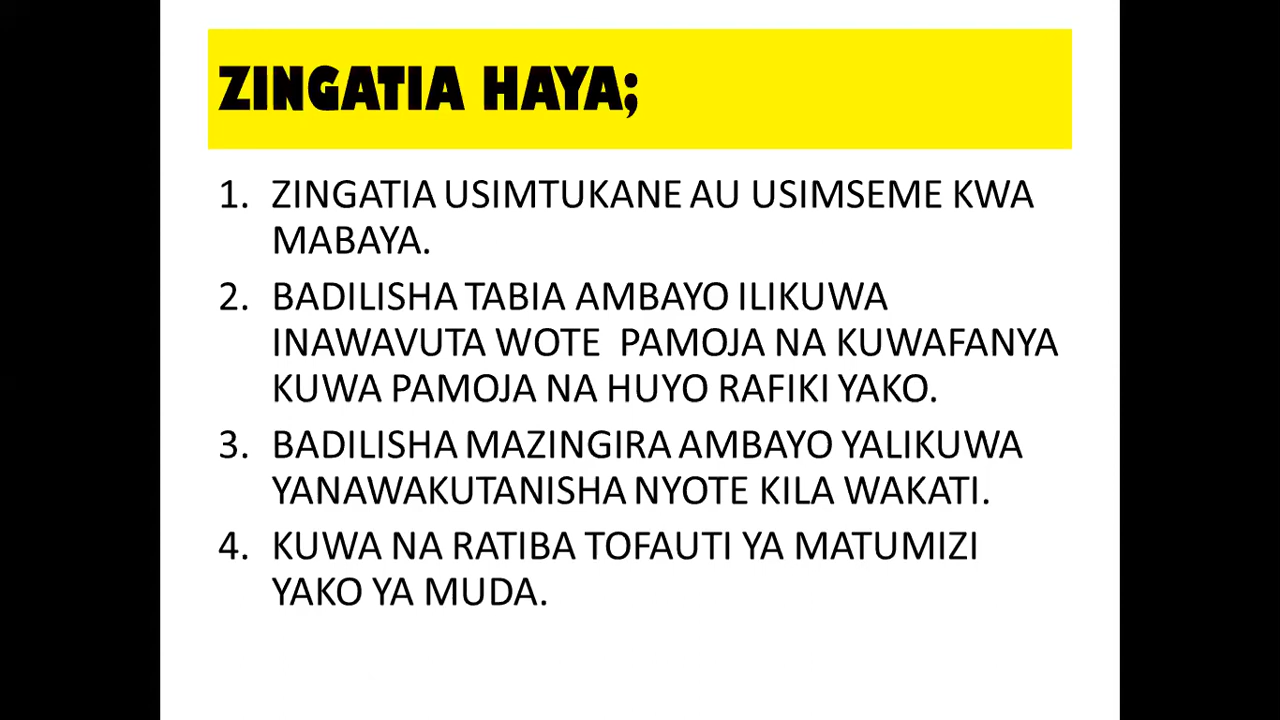 ZINGATIA HAYA;
1. ZINGATIA USIMTUKANE AU USIMSEME KWA
MABAYA.
2. BADILISHA TABIA AMBAYO ILIKUWA
INAWAVUTA WOTE PAMOJA NA KUWAFANYA
KUWA PAMOJA NA HUYO RAFIKI YAKO.
3. BADILISHA MAZINGIRA AMBAYO YALIKUWA
YANAWAKUTANISHA NYOTE KILA WAKATI.
4. KUWA NA RATIBA TOFAUTI YA MATUMIZI
YAKO YA MUDA.